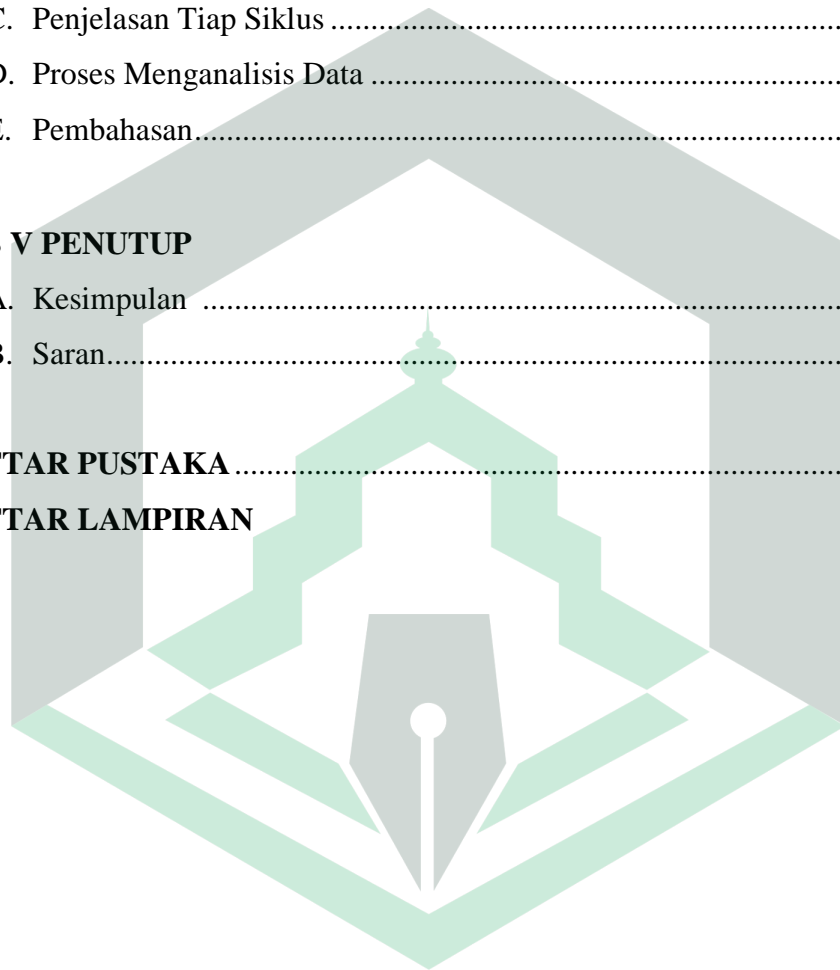 C. Penjelasan Tiap Siklus ........................................................................
D. Proses Menganalisis Data ...................................................................
E. Pembahasan.........................................................................................
V PENUTUP
A. Kesimpulan ........................................................................................
B. Saran....................................................................................................
TAR PUSTAKA....................................................................................
TAR LAMPIRAN